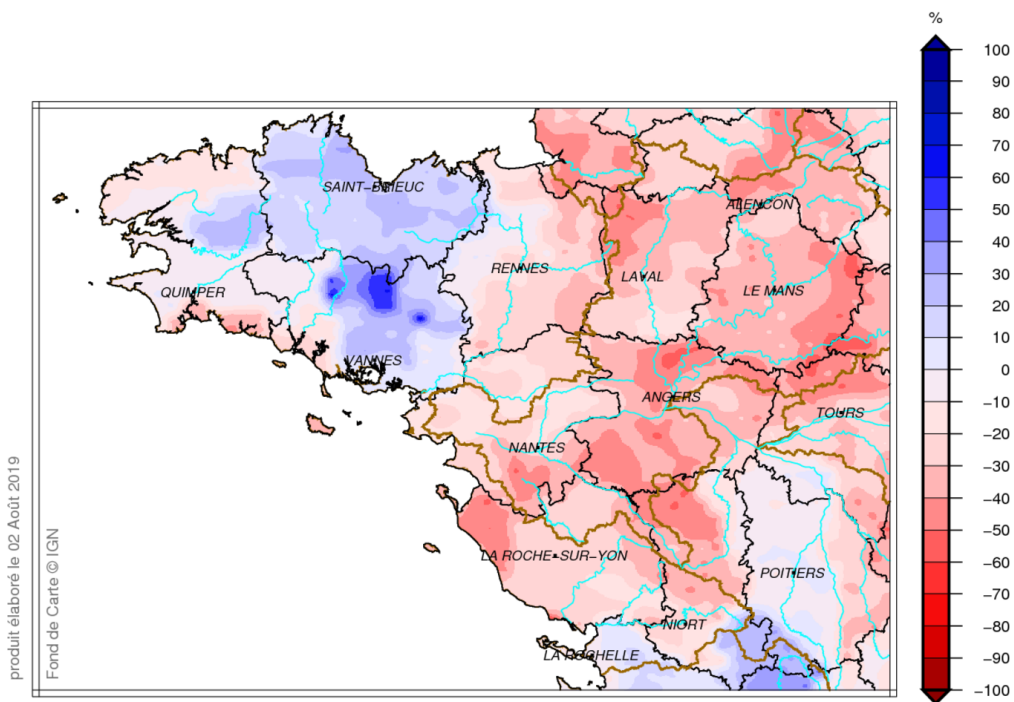 %
100
90
80
70
60
50
40
30
20
10
0
−10
−20
−30
−40
−50
−60
−70
−80
−90
−100
SAINT−BRIEUC
ALENCON
QUIMPER
RENNES
LAVAL
LE MANS
VANNES
ANGERS
TOURS
NANTES
LA ROCHE−SUR−YON
POITIERS
NIORT
LA ROCHELLE
produit élaboré le 02 Août 2019
Fond de Carte © IGN